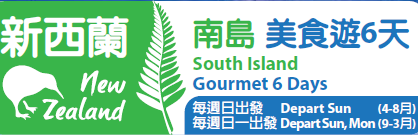 新西蘭
New
Zealand
南島 美食遊6天
South Island
Gourmet 6 Days
每週日出發 Depart Sun (4-8月)
每週日一出發 Depart Sun, Mon (9-3月)